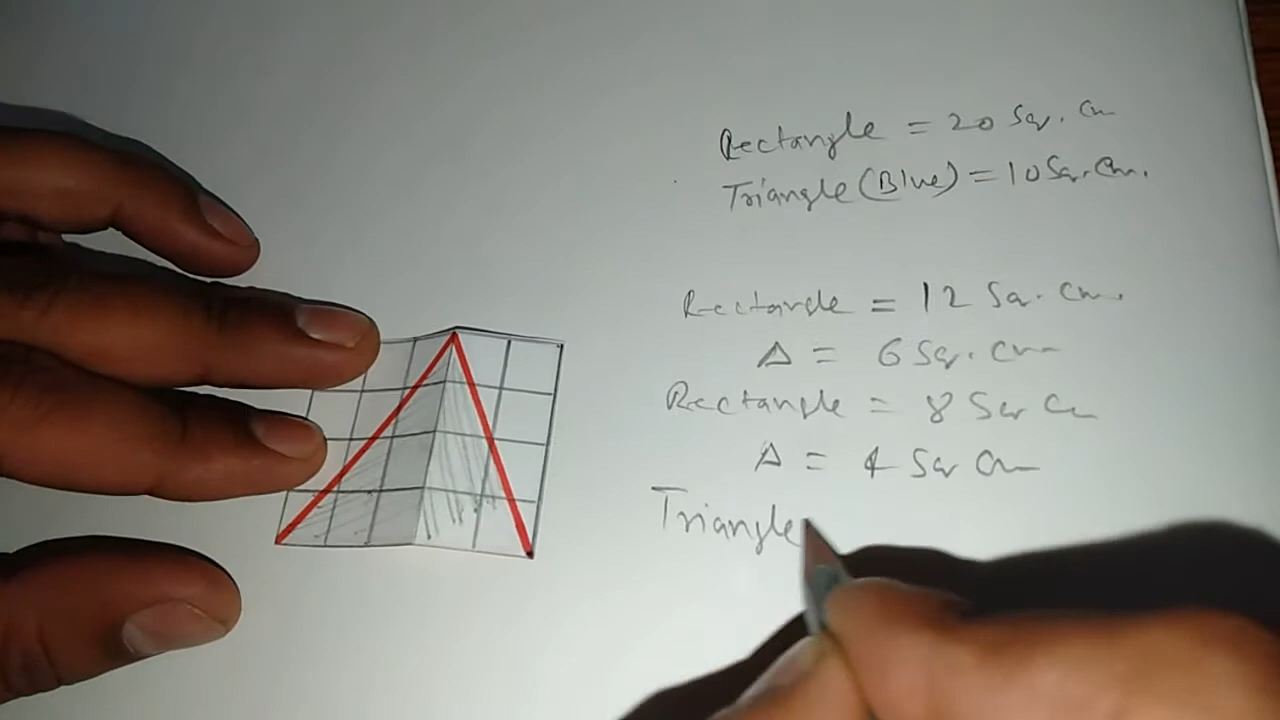 Rectangle = 20 Sq. Cm
Triangle (Blue) = 10 Sq. Cm.
Rectangle = 12 Sq. Cm.
Δ = 6 Sq. Cm
Rectangle = 8 Sq Cm
Δ = 4 Sq Cm
Triangle